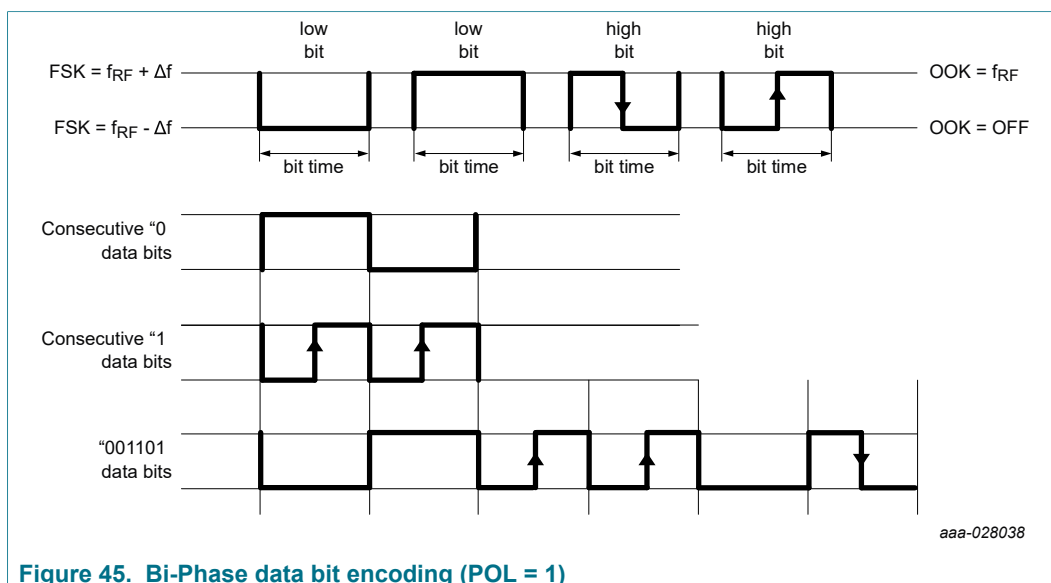 low bit
low bit
high bit
high bit
FSK = fRF + Δf
OOK = fRF
FSK = fRF - Δf
OOK = OFF
bit time
bit time
bit time
bit time
Consecutive “0
data bits
Consecutive “1
data bits
“001101
data bits
aaa-028038
Figure 45. Bi-Phase data bit encoding (POL = 1)